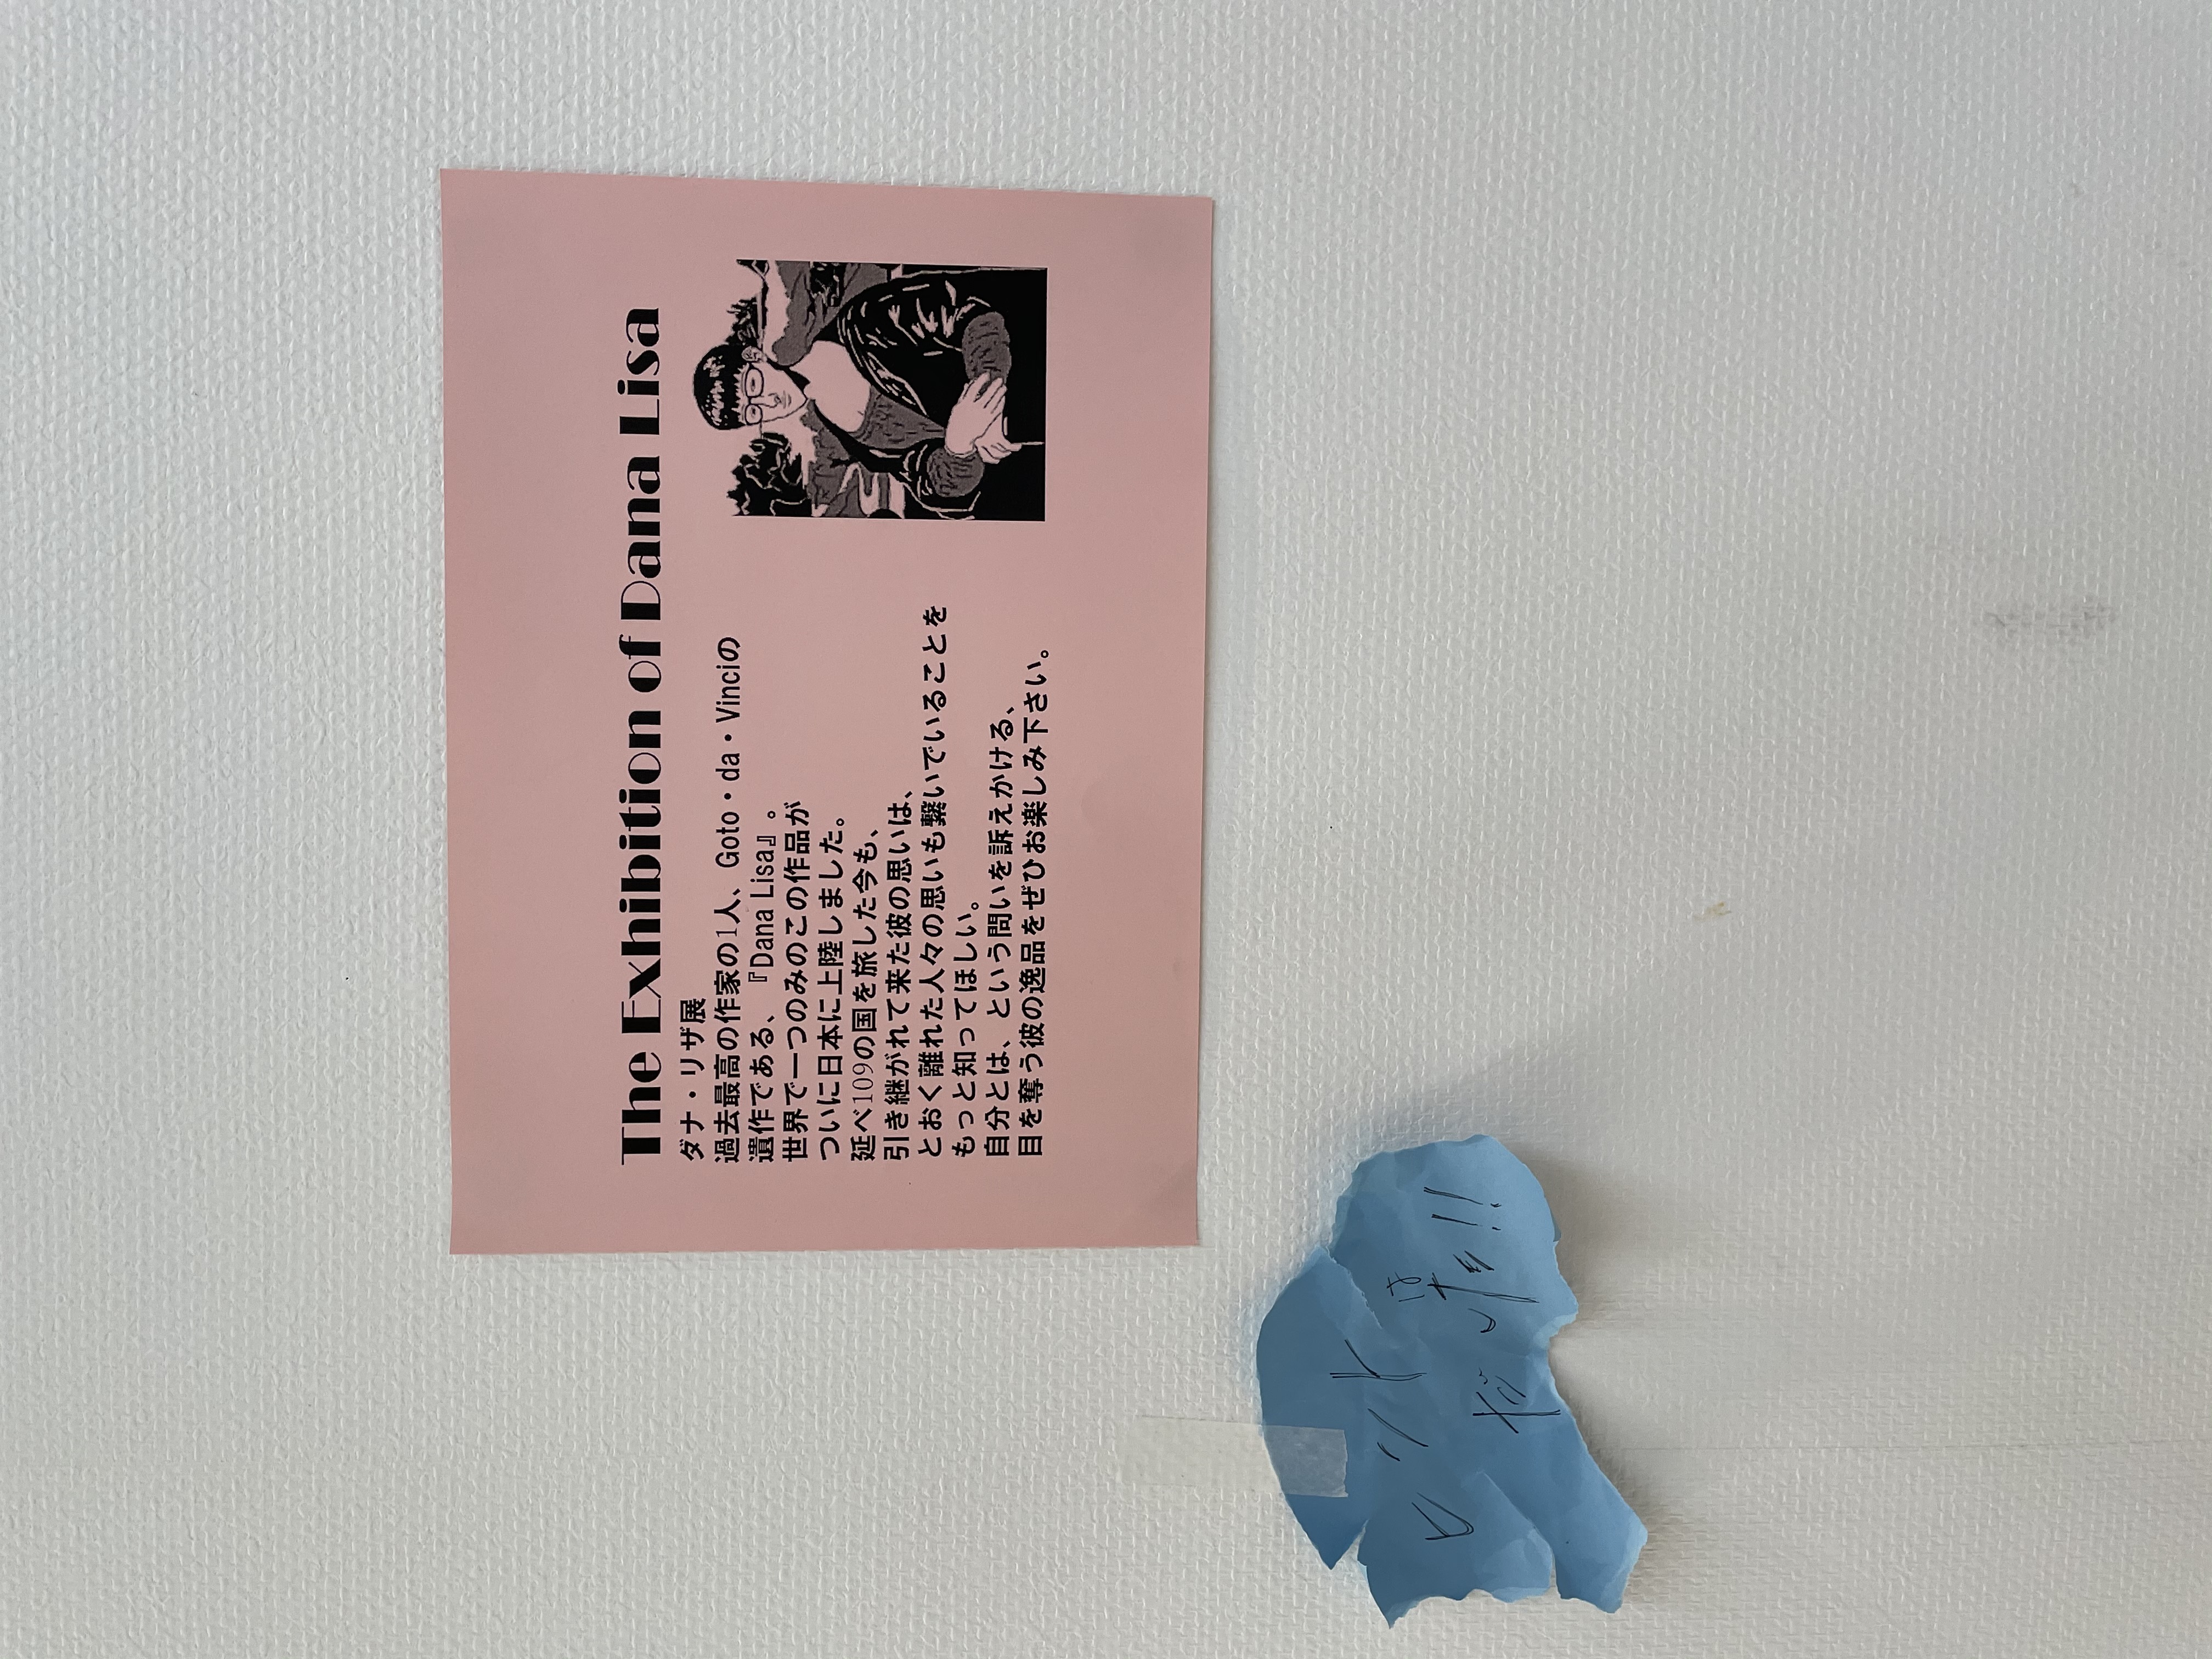 The Exhibition of Dana Lisa
ダナ・リザ展
過去最高の作家の1人、Goto・da・Vinciの
遺作である、『Dana Lisa』。
世界で一つのみのこの作品が
ついに日本に上陸しました。
延べ109の国を旅した今も、
引き継がれて来た彼の思いは、
とおく離れた人々の思いも繋いでいることを
もっと知ってほしい。
自分とは、という問いを訴えかける、
目を奪う彼の逸品をぜひお楽しみ下さい。
ヒントは
だいた!!